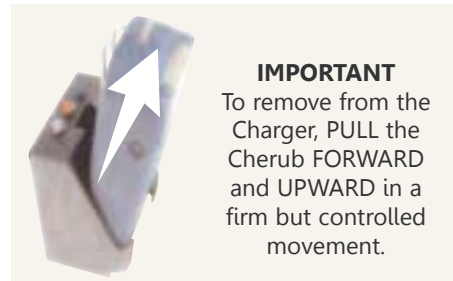 IMPORTANT
To remove from the
Charger, PULL the
Cherub FORWARD
and UPWARD in a
firm but controlled
movement.